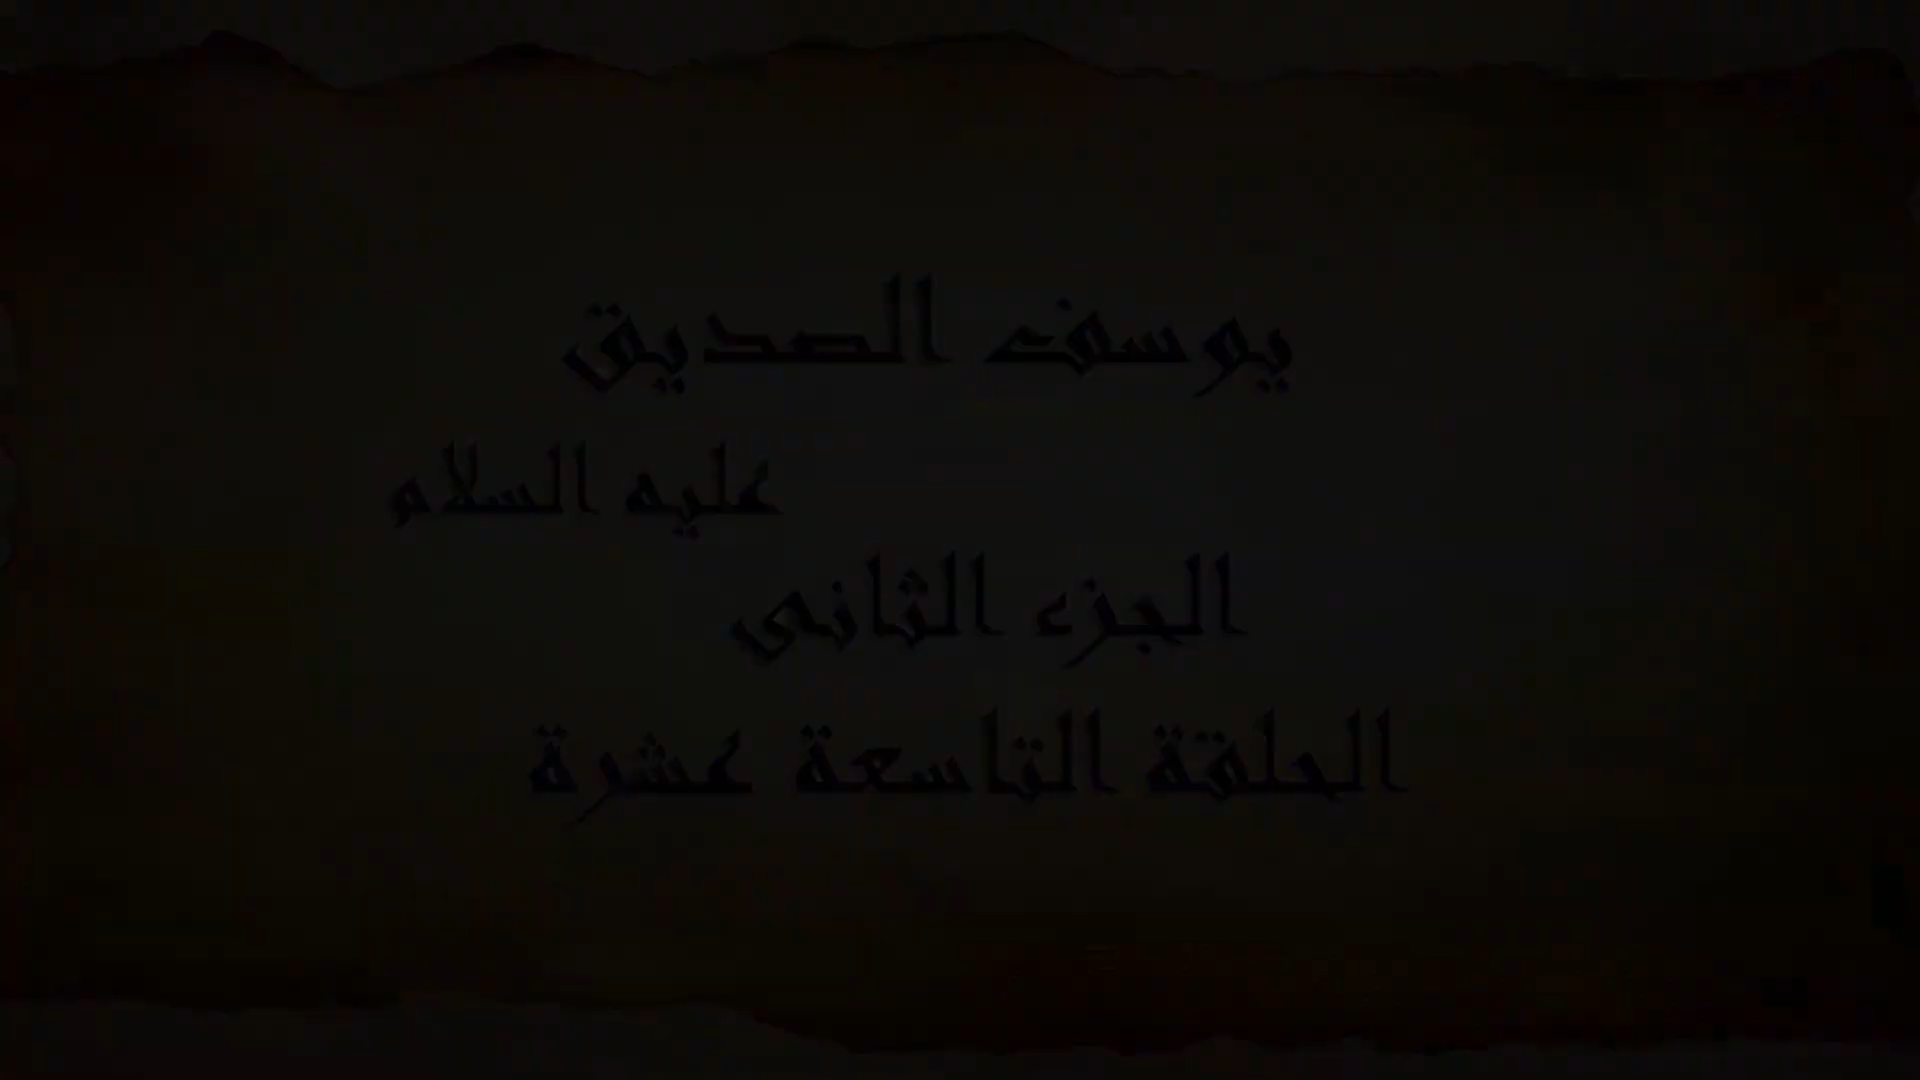 يوسف الصديق
عليه السلام
الجزء الثانى
الحلقة التاسعة عشرة